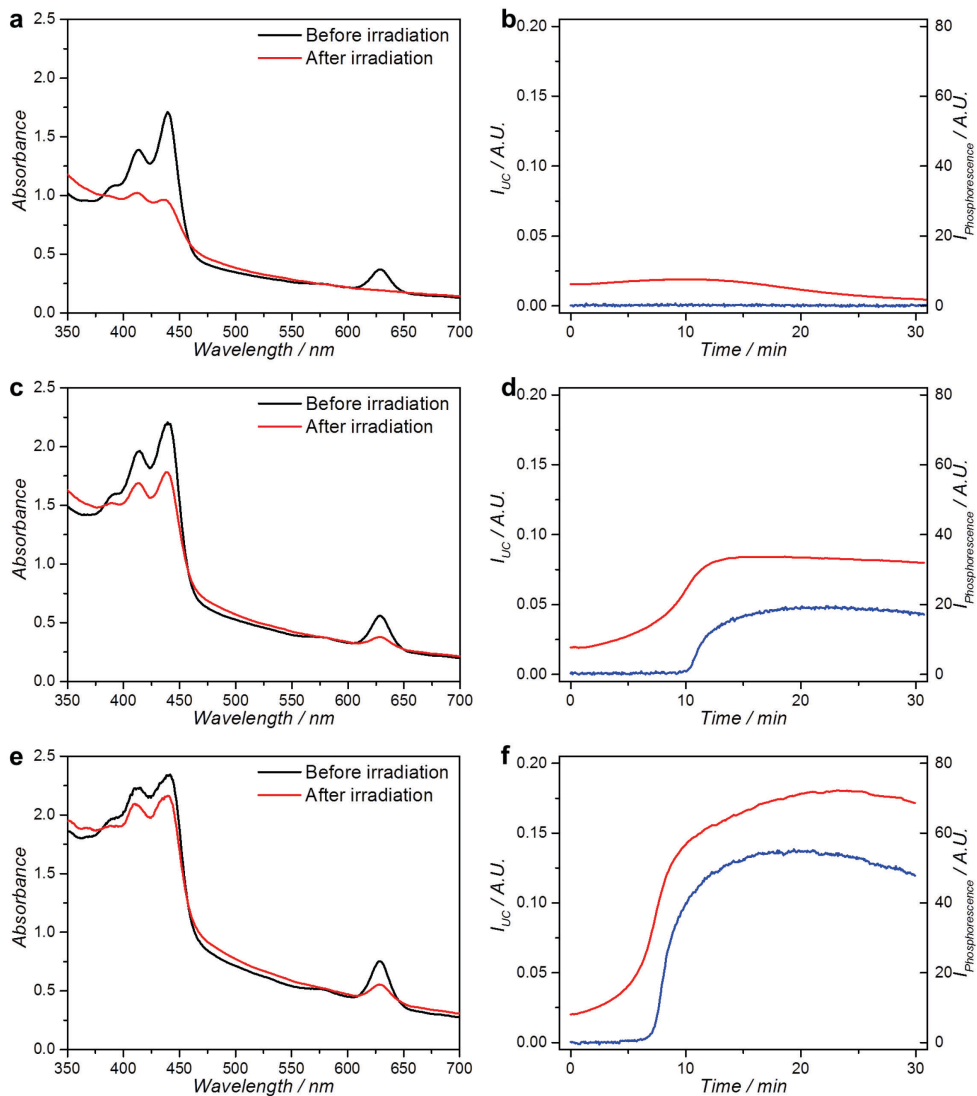 a
Before irradiation
After irradiation
2.5
2.0
1.5
1.0
0.5
0.0
Absorbance
350 400 450 500 550 600 650 700
Wavelength / nm
b
0.20
0.15
0.10
0.05
0.00
I_UC / A.U.
80
60
40
20
0
I_Phosphorescence / A.U.
0 10 20 30
Time / min
c
Before irradiation
After irradiation
2.5
2.0
1.5
1.0
0.5
0.0
Absorbance
350 400 450 500 550 600 650 700
Wavelength / nm
d
0.20
0.15
0.10
0.05
0.00
I_UC / A.U.
80
60
40
20
0
I_Phosphorescence / A.U.
0 10 20 30
Time / min
e
Before irradiation
After irradiation
2.5
2.0
1.5
1.0
0.5
0.0
Absorbance
350 400 450 500 550 600 650 700
Wavelength / nm
f
0.20
0.15
0.10
0.05
0.00
I_UC / A.U.
80
60
40
20
0
I_Phosphorescence / A.U.
0 10 20 30
Time / min